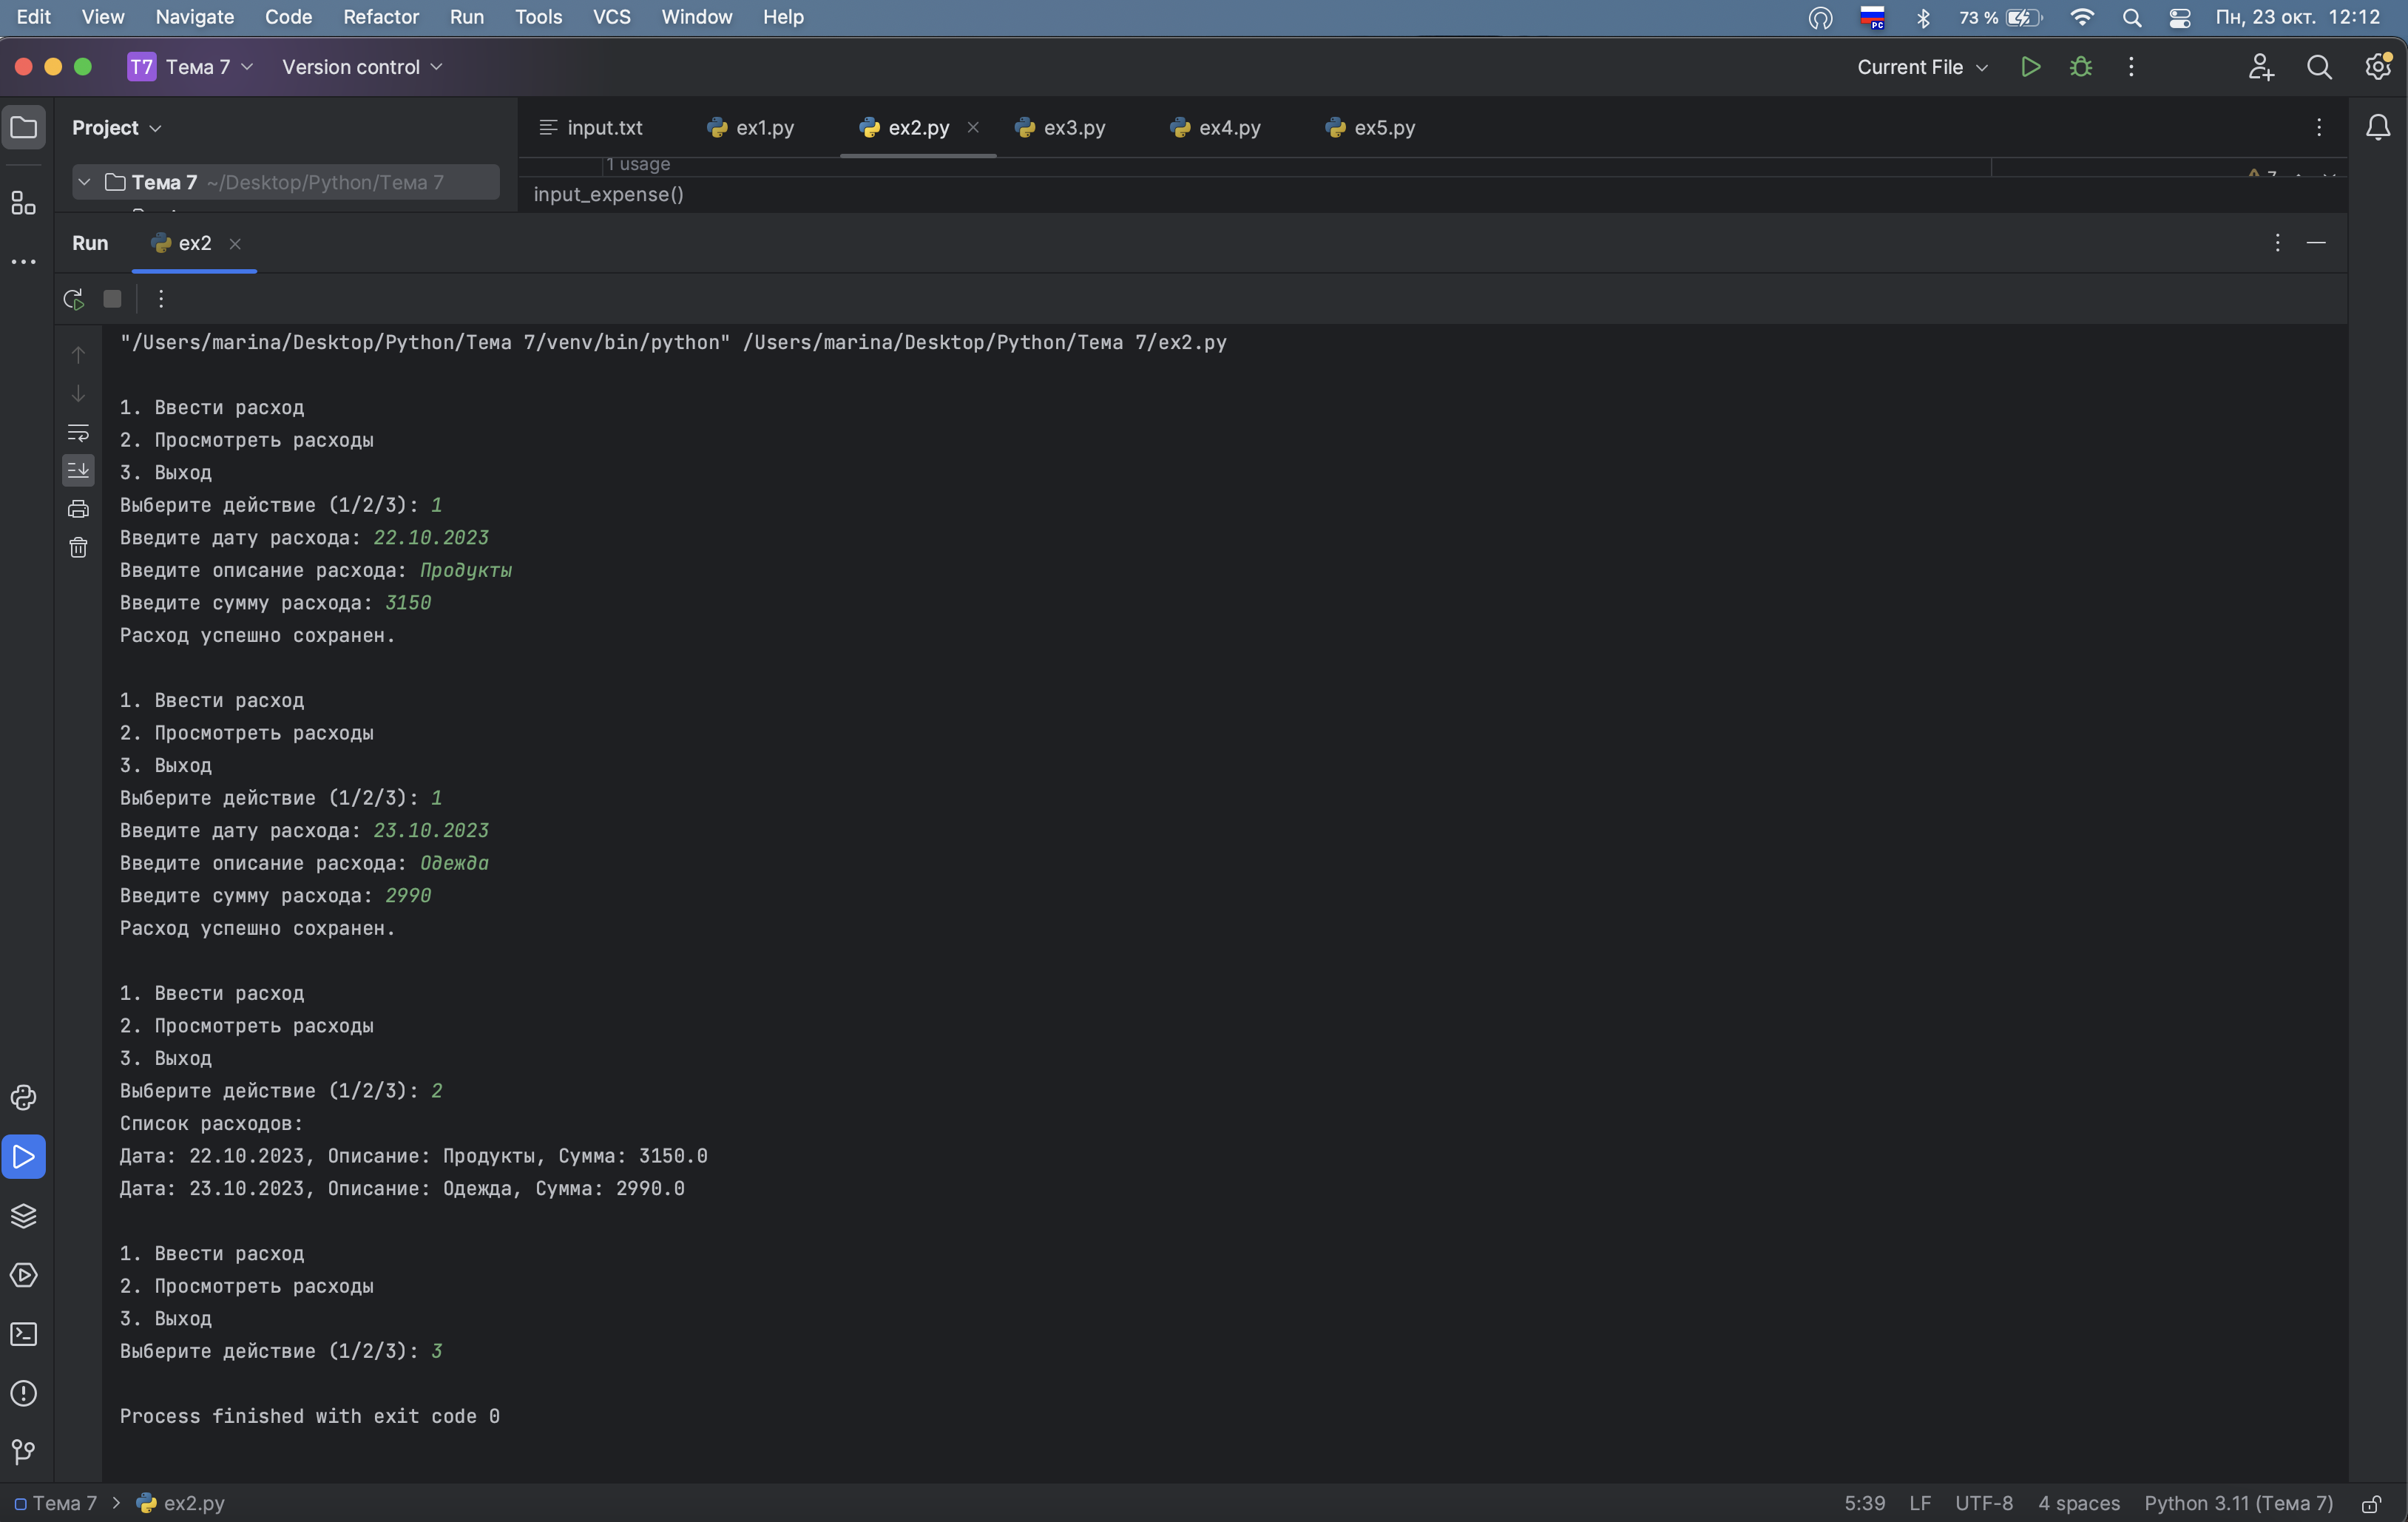 Edit View Navigate Code Refactor Run Tools VCS Window Help РС 73 % Пн, 23 окт. 12:12
T7 Тема 7 Version control Current File
Project input.txt ex1.py ex2.py ex3.py ex4.py ex5.py
1 usage
Тема 7 ~/Desktop/Python/Тема 7
input_expense()
Run ex2
"/Users/marina/Desktop/Python/Тема 7/venv/bin/python" /Users/marina/Desktop/Python/Тема 7/ex2.py
1. Ввести расход
2. Просмотреть расходы
3. Выход
Выберите действие (1/2/3): 1
Введите дату расхода: 22.10.2023
Введите описание расхода: Продукты
Введите сумму расхода: 3150
Расход успешно сохранен.
1. Ввести расход
2. Просмотреть расходы
3. Выход
Выберите действие (1/2/3): 1
Введите дату расхода: 23.10.2023
Введите описание расхода: Одежда
Введите сумму расхода: 2990
Расход успешно сохранен.
1. Ввести расход
2. Просмотреть расходы
3. Выход
Выберите действие (1/2/3): 2
Список расходов:
Дата: 22.10.2023, Описание: Продукты, Сумма: 3150.0
Дата: 23.10.2023, Описание: Одежда, Сумма: 2990.0
1. Ввести расход
2. Просмотреть расходы
3. Выход
Выберите действие (1/2/3): 3
Process finished with exit code 0
Тема 7 > ex2.py 5:39 LF UTF-8 4 spaces Python 3.11 (Тема 7)